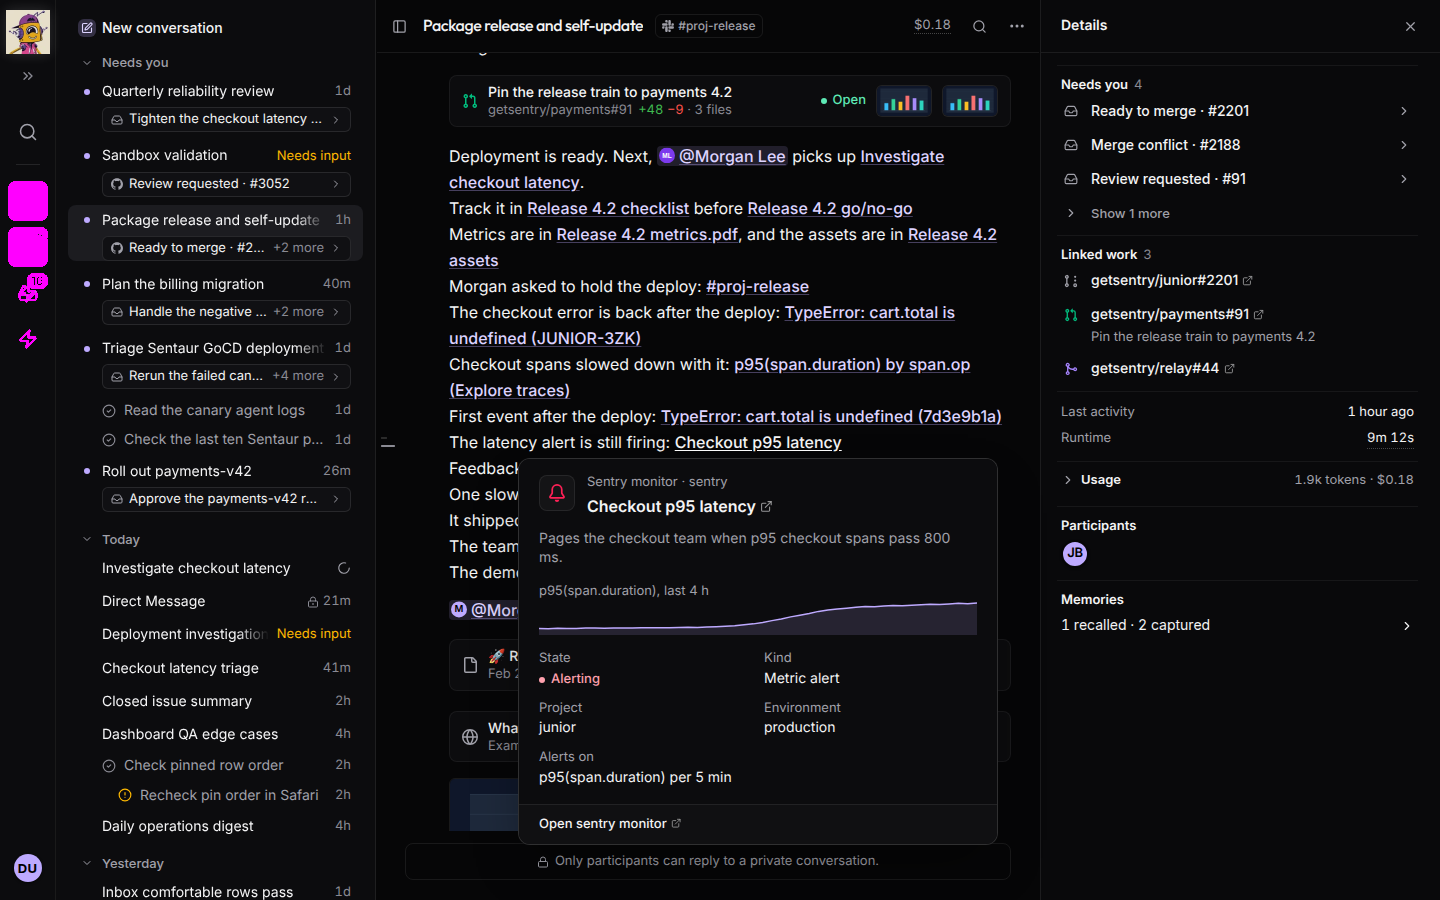 New conversation
Needs you
Quarterly reliability review 1d
Tighten the checkout latency ...
Sandbox validation Needs input
Review requested · #3052
Package release and self-update 1h
Ready to merge · #2... +2 more
Plan the billing migration 40m
Handle the negative ... +2 more
Triage Sentaur GoCD deployment 1d
Rerun the failed can... +4 more
Read the canary agent logs 1d
Check the last ten Sentaur p... 1d
Roll out payments-v42 26m
Approve the payments-v42 r...
Today
Investigate checkout latency
Direct Message 21m
Deployment investigation Needs input
Checkout latency triage 41m
Closed issue summary 2h
Dashboard QA edge cases 4h
Check pinned row order 2h
Recheck pin order in Safari 2h
Daily operations digest 4h
Yesterday
Inbox comfortable rows pass 1d
DU
Package release and self-update #proj-release $0.18
Pin the release train to payments 4.2
getsentry/payments#91 +48 −9 · 3 files
Open
Deployment is ready. Next, ML @Morgan Lee picks up Investigate
checkout latency.
Track it in Release 4.2 checklist before Release 4.2 go/no-go
Metrics are in Release 4.2 metrics.pdf, and the assets are in Release 4.2
assets
Morgan asked to hold the deploy: #proj-release
The checkout error is back after the deploy: TypeError: cart.total is
undefined (JUNIOR-3ZK)
Checkout spans slowed down with it: p95(span.duration) by span.op
(Explore traces)
First event after the deploy: TypeError: cart.total is undefined (7d3e9b1a)
The latency alert is still firing: Checkout p95 latency
Feedback
One slow
It shipped
The team
The dem
M @Mor
🚀 R
Feb 2
Wha
Exam
Sentry monitor · sentry
Checkout p95 latency
Pages the checkout team when p95 checkout spans pass 800
ms.
p95(span.duration), last 4 h
State Kind
Alerting Metric alert
Project Environment
junior production
Alerts on
p95(span.duration) per 5 min
Open sentry monitor
Only participants can reply to a private conversation.
Details
Needs you 4
Ready to merge · #2201
Merge conflict · #2188
Review requested · #91
Show 1 more
Linked work 3
getsentry/junior#2201
getsentry/payments#91
Pin the release train to payments 4.2
getsentry/relay#44
Last activity 1 hour ago
Runtime 9m 12s
Usage 1.9k tokens · $0.18
Participants
JB
Memories
1 recalled · 2 captured